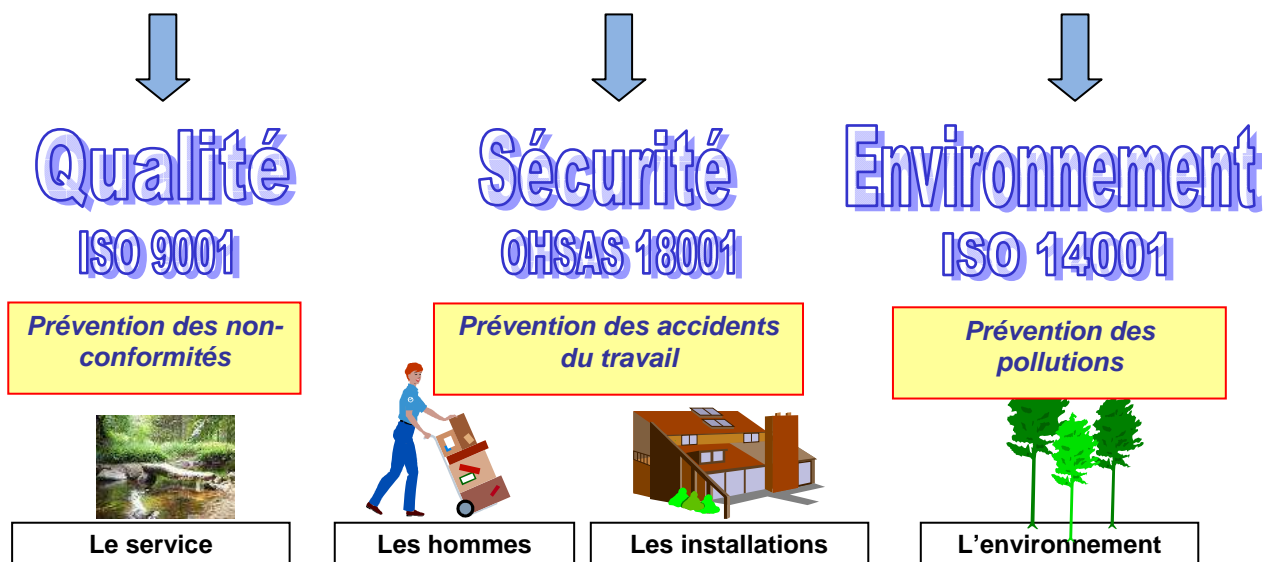 Qualité
ISO 9001
Prévention des non-
conformités
Le service
Sécurité
OHSAS 18001
Prévention des accidents
du travail
Les hommes
Les installations
Environnement
ISO 14001
Prévention des
pollutions
L'environnement